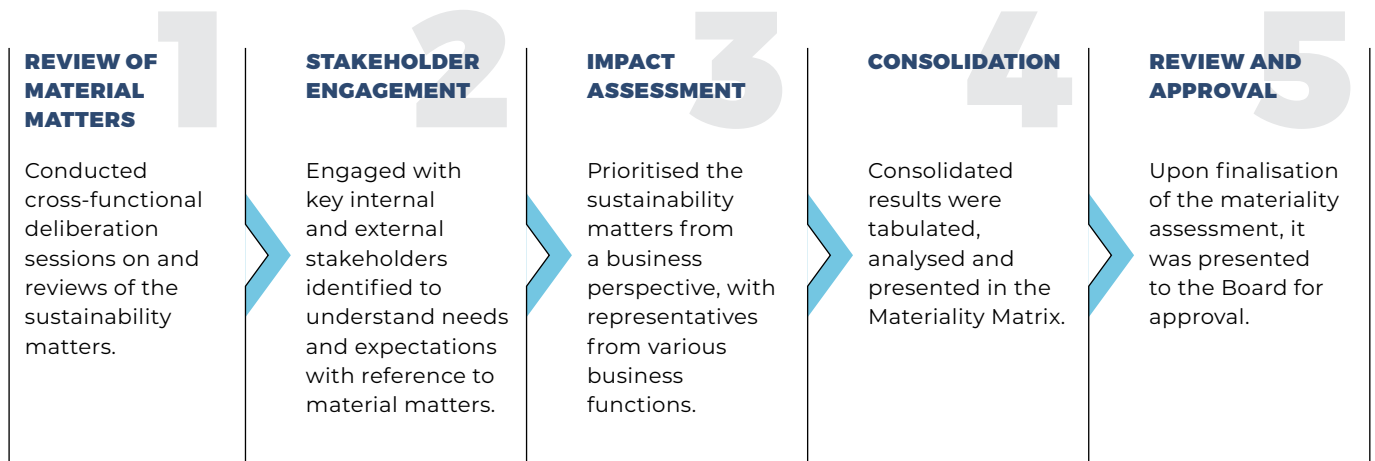 1
REVIEW OF
MATERIAL
MATTERS
Conducted
cross-functional
deliberation
sessions on and
reviews of the
sustainability
matters.
2
STAKEHOLDER
ENGAGEMENT
Engaged with
key internal
and external
stakeholders
identified to
understand needs
and expectations
with reference to
material matters.
3
IMPACT
ASSESSMENT
Prioritised the
sustainability
matters from
a business
perspective, with
representatives
from various
business
functions.
4
CONSOLIDATION
Consolidated
results were
tabulated,
analysed and
presented in the
Materiality Matrix.
5
REVIEW AND
APPROVAL
Upon finalisation
of the materiality
assessment, it
was presented
to the Board for
approval.